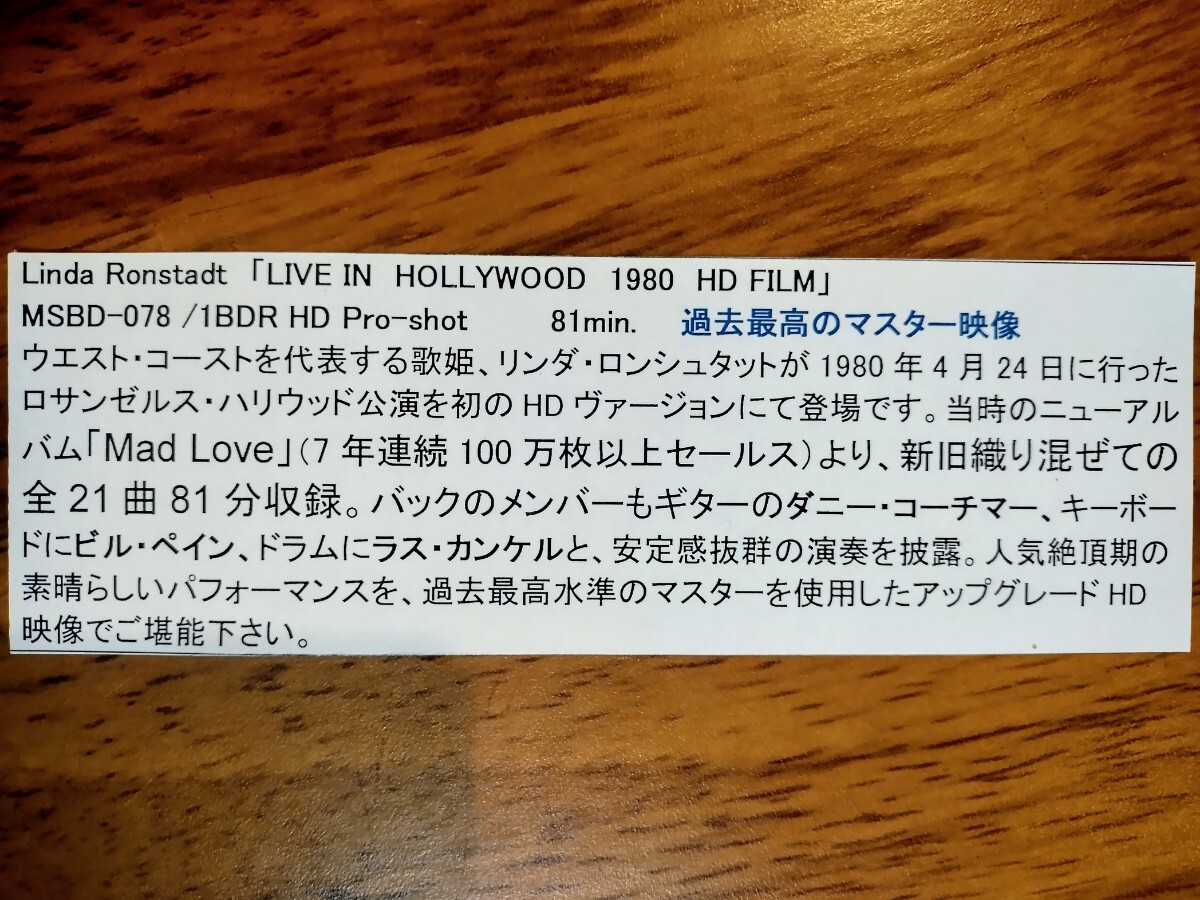 Linda Ronstadt 「LIVE IN HOLLYWOOD 1980 HD FILM」
MSBD-078 /1BDR HD Pro-shot 81min. 過去最高のマスター映像
ウエスト・コーストを代表する歌姫、リンダ・ロンシュタットが 1980 年 4 月 24 日に行った
ロサンゼルス・ハリウッド公演を初の HD ヴァージョンにて登場です。当時のニューアル
バム「Mad Love」(7 年連続 100 万枚以上セールス)より、新旧織り混ぜての
全 21 曲 81 分収録。バックのメンバーもギターのダニー・コーチマー、キーボー
ドにビル・ペイン、ドラムにラス・カンケルと、安定感抜群の演奏を披露。人気絶頂期の
素晴らしいパフォーマンスを、過去最高水準のマスターを使用したアップグレード HD
映像でご堪能下さい。